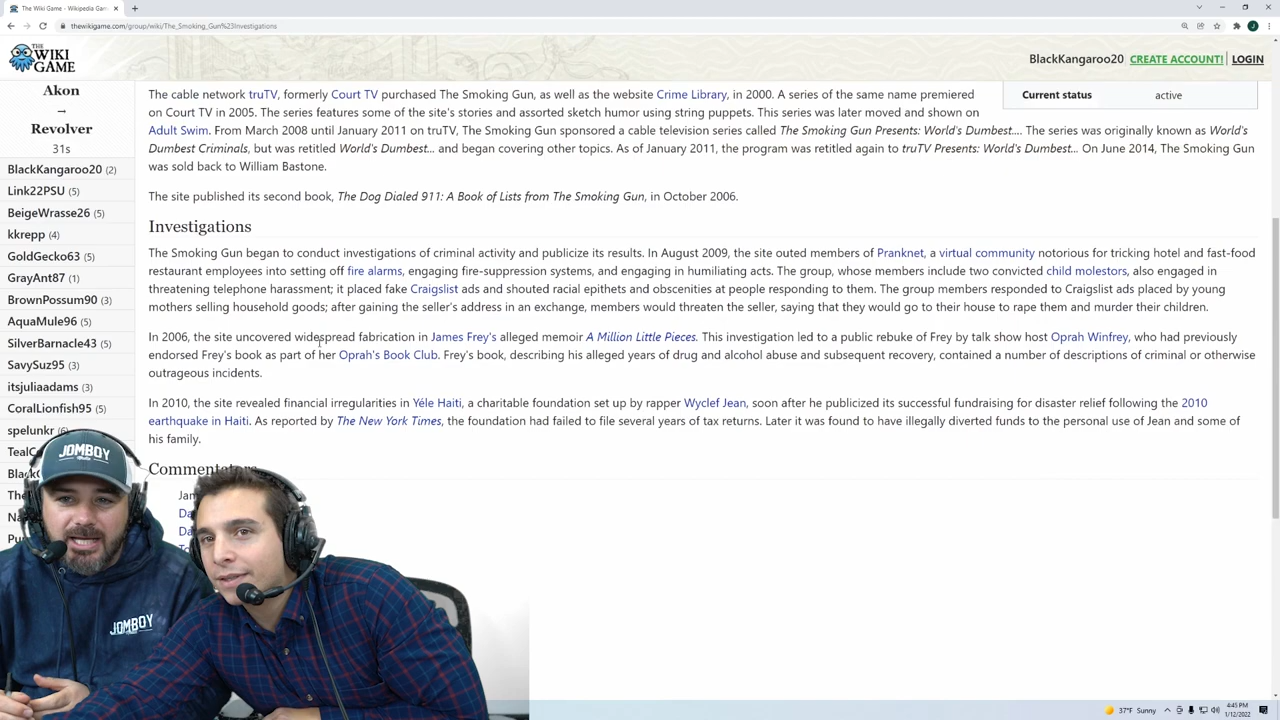 The Wiki Game - Wikipedia Gam
thewikigame.com/group/wiki/The_Smoking_Gun%23Investigations
THE WIKI GAME
BlackKangaroo20 CREATE ACCOUNT! | LOGIN
Akon
→
Revolver
31s
BlackKangaroo20 (2)
Link22PSU (5)
BeigeWrasse26 (5)
kkrepp (4)
GoldGecko63 (5)
GrayAnt87 (1)
BrownPossum90 (3)
AquaMule96 (5)
SilverBarnacle43 (5)
SavySuz95 (3)
itsjuliaadams (3)
CoralLionfish95 (5)
spelunkr
The cable network truTV, formerly Court TV purchased The Smoking Gun, as well as the website Crime Library, in 2000. A series of the same name premiered
on Court TV in 2005. The series features some of the site's stories and assorted sketch humor using string puppets. This series was later moved and shown on
Adult Swim. From March 2008 until January 2011 on truTV, The Smoking Gun sponsored a cable television series called The Smoking Gun Presents: World's Dumbest.... The series was originally known as World's
Dumbest Criminals, but was retitled World's Dumbest... and began covering other topics. As of January 2011, the program was retitled again to truTV Presents: World's Dumbest... On June 2014, The Smoking Gun
was sold back to William Bastone.
The site published its second book, The Dog Dialed 911: A Book of Lists from The Smoking Gun, in October 2006.
Current status active
Investigations
The Smoking Gun began to conduct investigations of criminal activity and publicize its results. In August 2009, the site outed members of Pranknet, a virtual community notorious for tricking hotel and fast-food
restaurant employees into setting off fire alarms, engaging fire-suppression systems, and engaging in humiliating acts. The group, whose members include two convicted child molestors, also engaged in
threatening telephone harassment; it placed fake Craigslist ads and shouted racial epithets and obscenities at people responding to them. The group members responded to Craigslist ads placed by young
mothers selling household goods; after gaining the seller's address in an exchange, members would threaten the seller, saying that they would go to their house to rape them and murder their children.
In 2006, the site uncovered widespread fabrication in James Frey's alleged memoir A Million Little Pieces. This investigation led to a public rebuke of Frey by talk show host Oprah Winfrey, who had previously
endorsed Frey's book as part of her Oprah's Book Club. Frey's book, describing his alleged years of drug and alcohol abuse and subsequent recovery, contained a number of descriptions of criminal or otherwise
outrageous incidents.
In 2010, the site revealed financial irregularities in Yéle Haiti, a charitable foundation set up by rapper Wyclef Jean, soon after he publicized its successful fundraising for disaster relief following the 2010
earthquake in Haiti. As reported by The New York Times, the foundation had failed to file several years of tax returns. Later it was found to have illegally diverted funds to the personal use of Jean and some of
his family.
Commentators
JOMBOY
JOMBOY
37°F Sunny
4:45 PM
1/12/2022